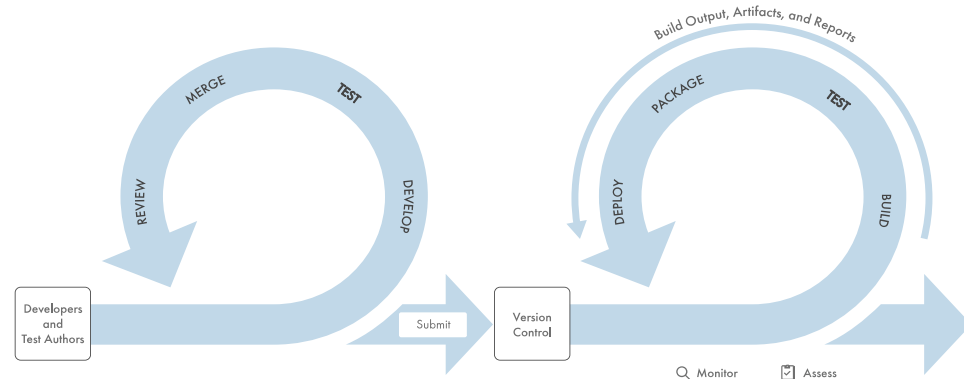 Build Output, Artifacts, and Reports
MERGE
TEST
REVIEW
DEVELOP
PACKAGE
TEST
DEPLOY
BUILD
Developers
and
Test Authors
Submit
Version
Control
Monitor
Assess